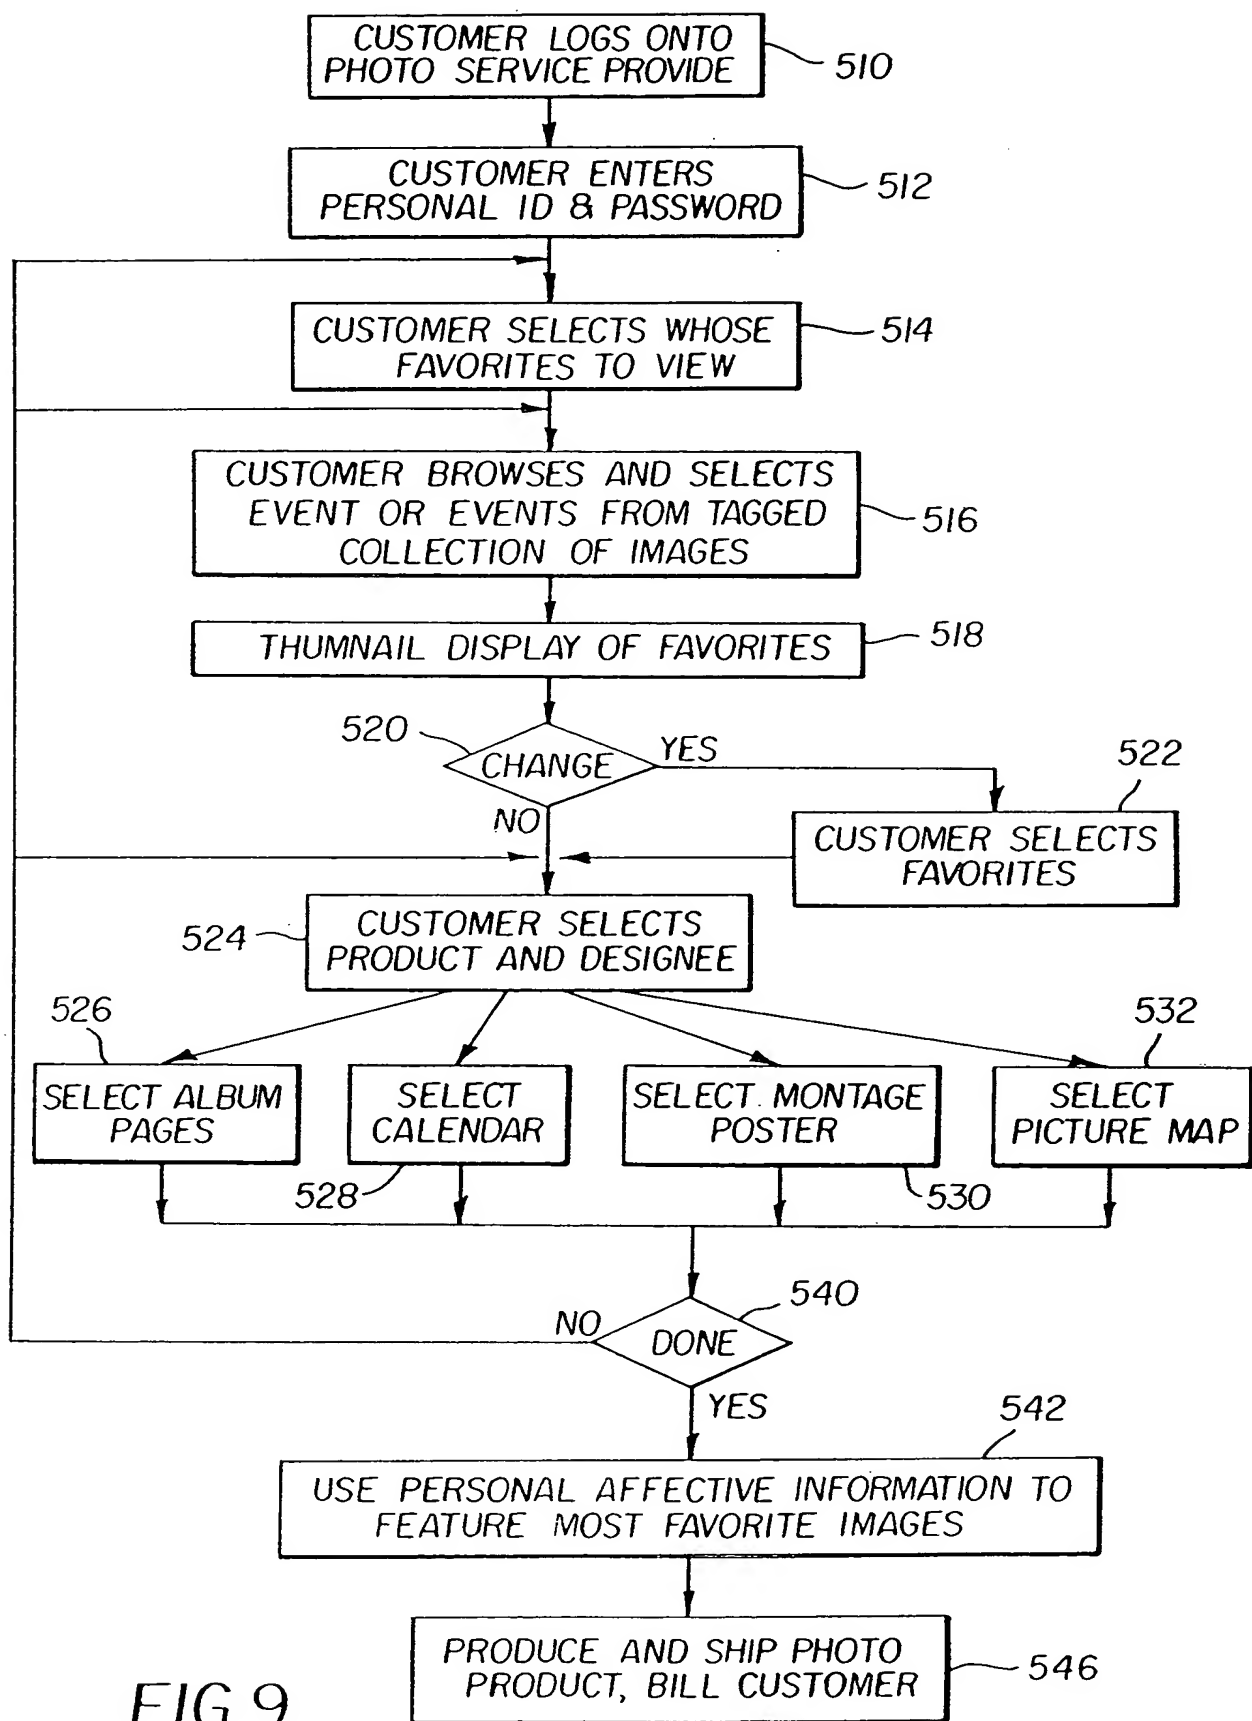 CUSTOMER LOGS ONTO
PHOTO SERVICE PROVIDE
510
CUSTOMER ENTERS
PERSONAL ID & PASSWORD
512
CUSTOMER SELECTS WHOSE
FAVORITES TO VIEW
514
CUSTOMER BROWSES AND SELECTS
EVENT OR EVENTS FROM TAGGED
COLLECTION OF IMAGES
516
THUMNAIL DISPLAY OF FAVORITES
518
520
CHANGE
YES
NO
522
CUSTOMER SELECTS
FAVORITES
524
CUSTOMER SELECTS
PRODUCT AND DESIGNEE
526
SELECT ALBUM
PAGES
SELECT
CALENDAR
528
SELECT MONTAGE
POSTER
530
532
SELECT
PICTURE MAP
540
DONE
NO
YES
542
USE PERSONAL AFFECTIVE INFORMATION TO
FEATURE MOST FAVORITE IMAGES
PRODUCE AND SHIP PHOTO
PRODUCT, BILL CUSTOMER
546
FIG.9